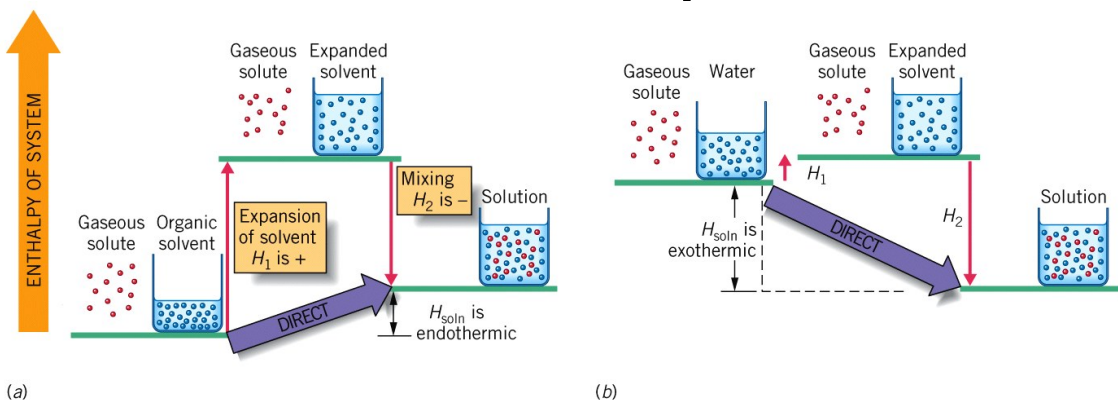 ENTHALPY OF SYSTEM
Gaseous
solute
Expanded
solvent
Gaseous
solute
Organic
solvent
Expansion
of solvent
H₁ is +
Mixing
H₂ is –
Solution
DIRECT
Hsoln is
endothermic
(a)
Gaseous
solute
Water
Gaseous
solute
Expanded
solvent
H₁
H₂
Solution
Hsoln is
exothermic
DIRECT
(b)